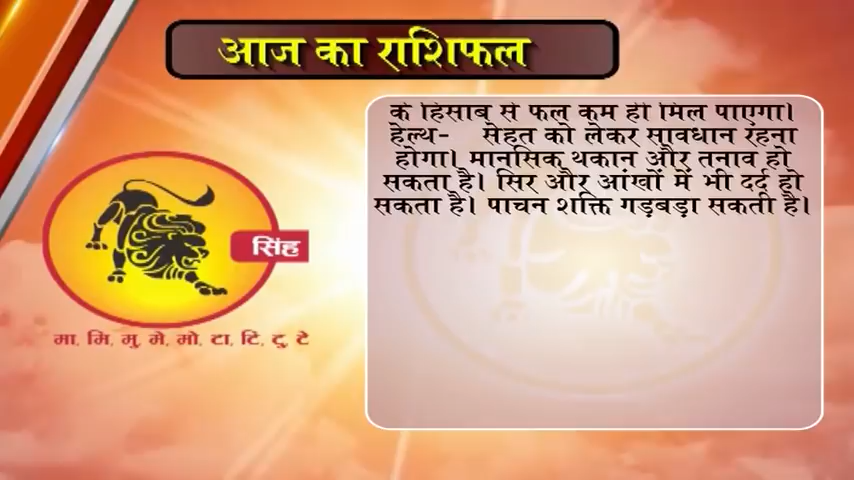 आज का राशिफल
के हिसाब से फल कम ही मिल पाएगा।
हेल्थ- सेहत को लेकर सावधान रहना
होगा। मानसिक थकान और तनाव हो
सकता है। सिर और आंखों में भी दर्द हो
सकता है। पाचन शक्ति गड़बड़ा सकती है।
सिंह
मा, मि, मु, मे, मो, टा, टि, टु, टे